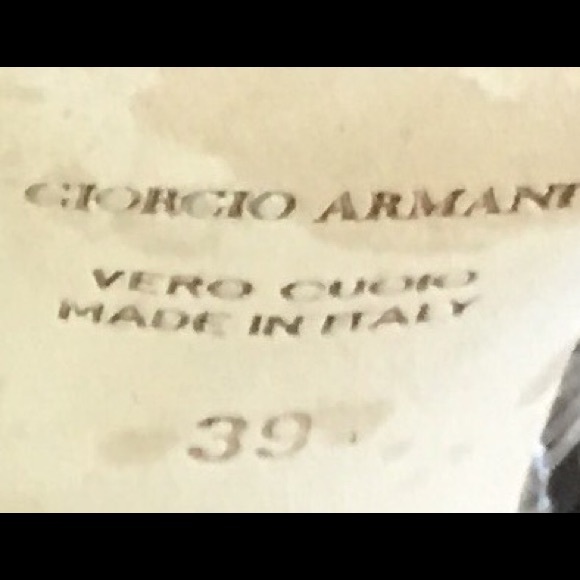 GIORGIO ARMANI
VERO CUOIO
MADE IN ITALY
39